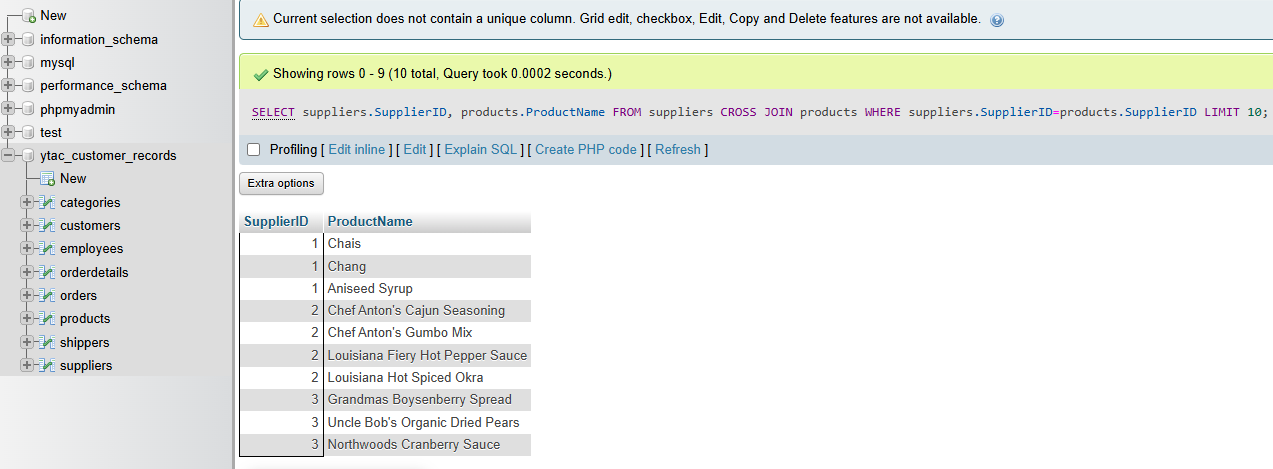 New
information_schema
mysql
performance_schema
phpmyadmin
test
ytac_customer_records
New
categories
customers
employees
orderdetails
orders
products
shippers
suppliers
Current selection does not contain a unique column. Grid edit, checkbox, Edit, Copy and Delete features are not available.
Showing rows 0 - 9 (10 total, Query took 0.0002 seconds.)
SELECT suppliers.SupplierID, products.ProductName FROM suppliers CROSS JOIN products WHERE suppliers.SupplierID=products.SupplierID LIMIT 10;
Profiling [ Edit inline ] [ Edit ] [ Explain SQL ] [ Create PHP code ] [ Refresh ]
Extra options
SupplierID ProductName
1 Chais
1 Chang
1 Aniseed Syrup
2 Chef Anton's Cajun Seasoning
2 Chef Anton's Gumbo Mix
2 Louisiana Fiery Hot Pepper Sauce
2 Louisiana Hot Spiced Okra
3 Grandmas Boysenberry Spread
3 Uncle Bob's Organic Dried Pears
3 Northwoods Cranberry Sauce